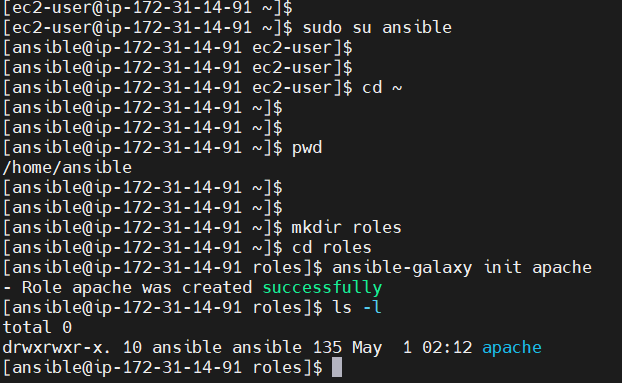 [ec2-user@ip-172-31-14-91 ~]$
[ec2-user@ip-172-31-14-91 ~]$ sudo su ansible
[ansible@ip-172-31-14-91 ec2-user]$
[ansible@ip-172-31-14-91 ec2-user]$
[ansible@ip-172-31-14-91 ec2-user]$ cd ~
[ansible@ip-172-31-14-91 ~]$
[ansible@ip-172-31-14-91 ~]$
[ansible@ip-172-31-14-91 ~]$ pwd
/home/ansible
[ansible@ip-172-31-14-91 ~]$
[ansible@ip-172-31-14-91 ~]$
[ansible@ip-172-31-14-91 ~]$ mkdir roles
[ansible@ip-172-31-14-91 ~]$ cd roles
[ansible@ip-172-31-14-91 roles]$ ansible-galaxy init apache
- Role apache was created successfully
[ansible@ip-172-31-14-91 roles]$ ls -l
total 0
drwxrwxr-x. 10 ansible ansible 135 May  1 02:12 apache
[ansible@ip-172-31-14-91 roles]$